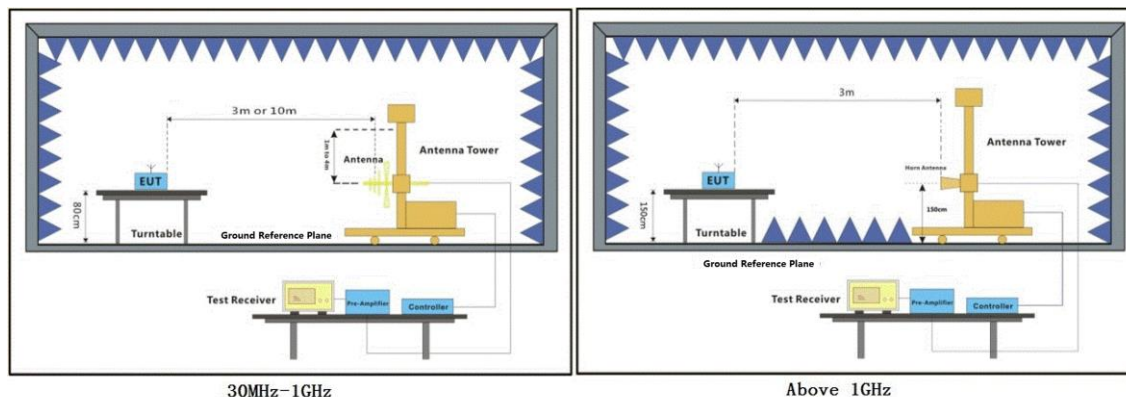 3m or 10m
1m to 4m
Antenna
Antenna Tower
EUT
80cm
Turntable
Ground Reference Plane
Test Receiver
Pre-Amplifier
Controller
30MHz-1GHz
3m
Horn Antenna
Antenna Tower
EUT
150cm
150cm
Turntable
Ground Reference Plane
Test Receiver
Pre-Amplifier
Controller
Above 1GHz